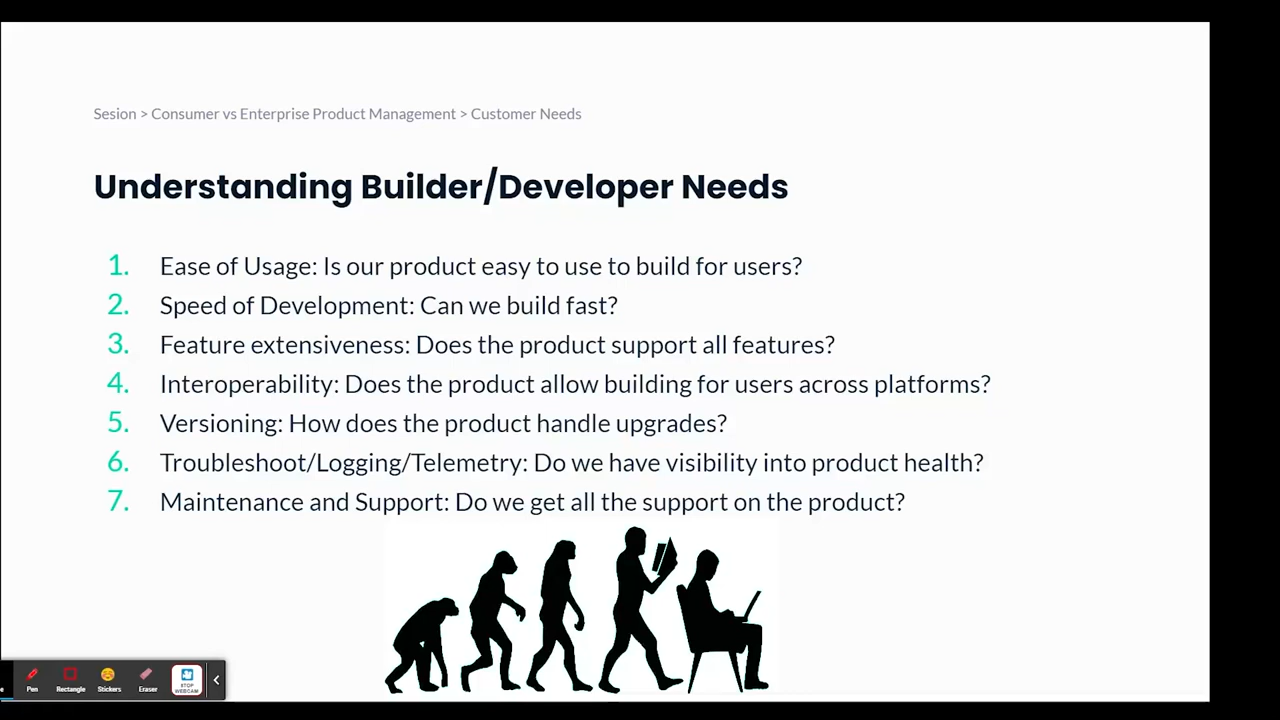 Sesion > Consumer vs Enterprise Product Management > Customer Needs
Understanding Builder/Developer Needs
1. Ease of Usage: Is our product easy to use to build for users?
2. Speed of Development: Can we build fast?
3. Feature extensiveness: Does the product support all features?
4. Interoperability: Does the product allow building for users across platforms?
5. Versioning: How does the product handle upgrades?
6. Troubleshoot/Logging/Telemetry: Do we have visibility into product health?
7. Maintenance and Support: Do we get all the support on the product?
Pen Rectangle Stickers Eraser STOP WEBCAM